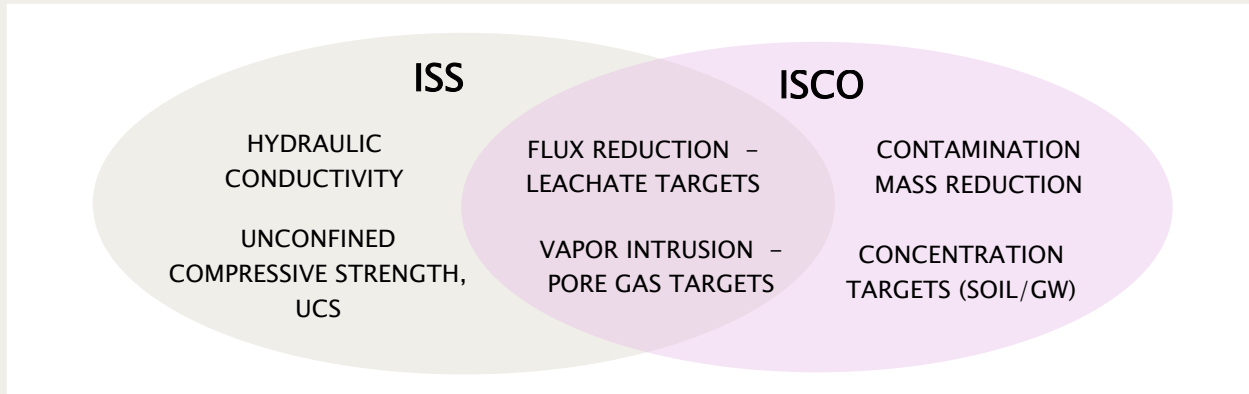 ISS
HYDRAULIC
CONDUCTIVITY
UNCONFINED
COMPRESSIVE STRENGTH,
UCS
FLUX REDUCTION –
LEACHATE TARGETS
VAPOR INTRUSION –
PORE GAS TARGETS
ISCO
CONTAMINATION
MASS REDUCTION
CONCENTRATION
TARGETS (SOIL/GW)